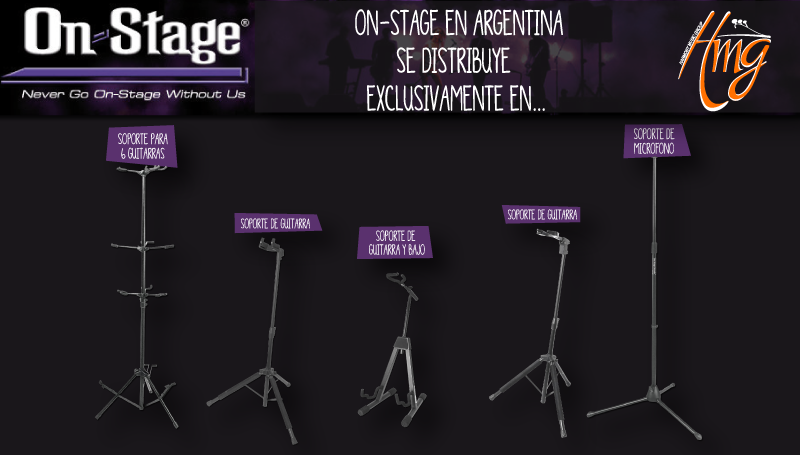 On-Stage®
Never Go On-Stage Without Us
ON-STAGE EN ARGENTINA
SE DISTRIBUYE
EXCLUSIVAMENTE EN...
Hmg
SOPORTE PARA
6 GUITARRAS
SOPORTE DE GUITARRA
SOPORTE DE
GUITARRA Y BAJO
SOPORTE DE GUITARRA
SOPORTE DE
MICROFONO